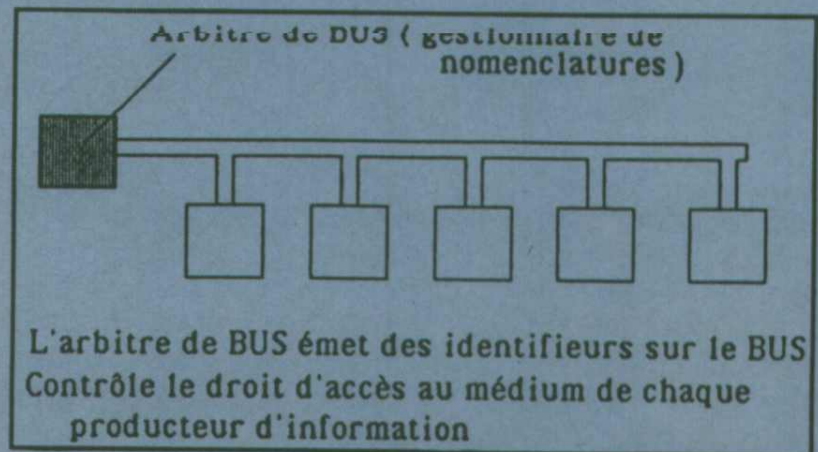 Arbitre de BUS ( gestionnaire de
nomenclatures )
L'arbitre de BUS émet des identifieurs sur le BUS
Contrôle le droit d'accès au médium de chaque
producteur d'information